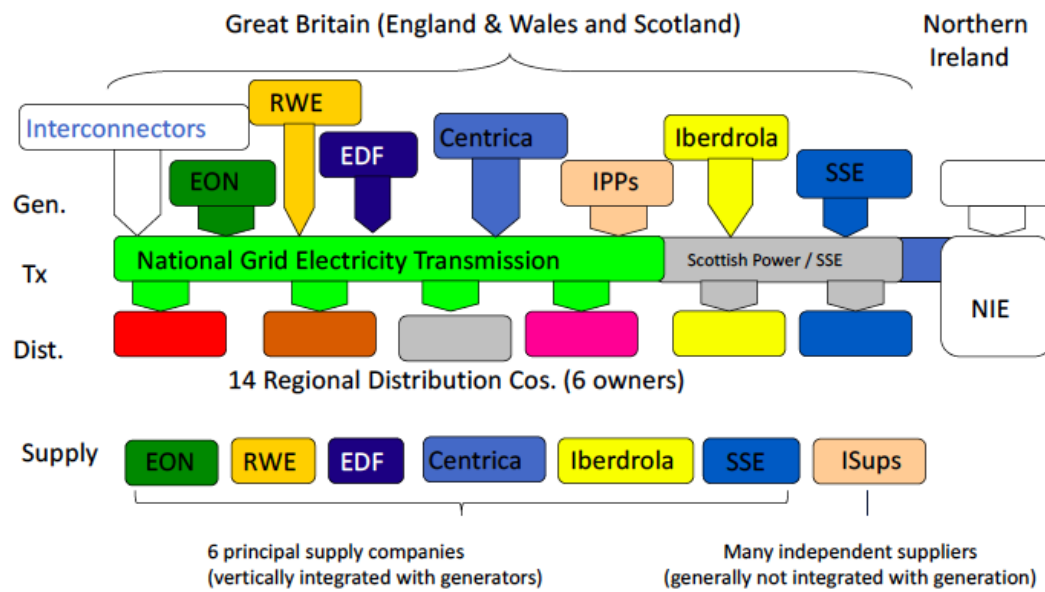 Great Britain (England & Wales and Scotland)
Northern
Ireland
Interconnectors
RWE
EDF
Centrica
Iberdrola
EON
IPPs
SSE
Gen.
Tx
National Grid Electricity Transmission
Scottish Power / SSE
NIE
Dist.
14 Regional Distribution Cos. (6 owners)
Supply
EON
RWE
EDF
Centrica
Iberdrola
SSE
ISups
6 principal supply companies
(vertically integrated with generators)
Many independent suppliers
(generally not integrated with generation)